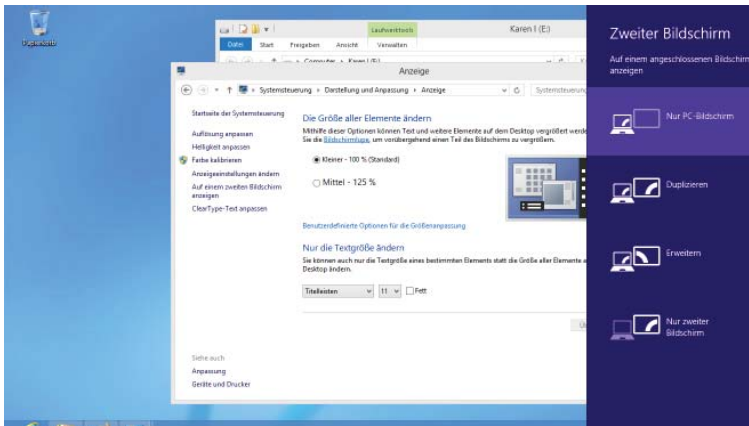 Papierkorb
Laufwerktools
Karen I (E:)
Datei Start Freigeben Ansicht Verwalten
Computer Karen I (E:)
Anzeige
Systemsteuerung Darstellung und Anpassung Anzeige
Systemsteuerung
Startseite der Systemsteuerung
Auflösung anpassen
Helligkeit anpassen
Farbe kalibrieren
Anzeigeeinstellungen ändern
Auf einem zweiten Bildschirm
anzeigen
ClearType-Text anpassen
Siehe auch
Anpassung
Geräte und Drucker
Die Größe aller Elemente ändern
Mithilfe dieser Optionen können Text und weitere Elemente auf dem Desktop vergrößert werde
Sie die Bildschirmlupe, um vorübergehend einen Teil des Bildschirms zu vergrößern.
Kleiner - 100 % (Standard)
Mittel - 125 %
Benutzerdefinierte Optionen für die Größenanpassung
Nur die Textgröße ändern
Sie können auch nur die Textgröße eines bestimmten Elements statt die Größe aller Elemente a
Desktop ändern.
Titelleisten 11 Fett
Zweiter Bildschirm
Auf einem angeschlossenen Bildschirm
anzeigen
Nur PC-Bildschirm
Duplizieren
Erweitern
Nur zweiter
Bildschirm